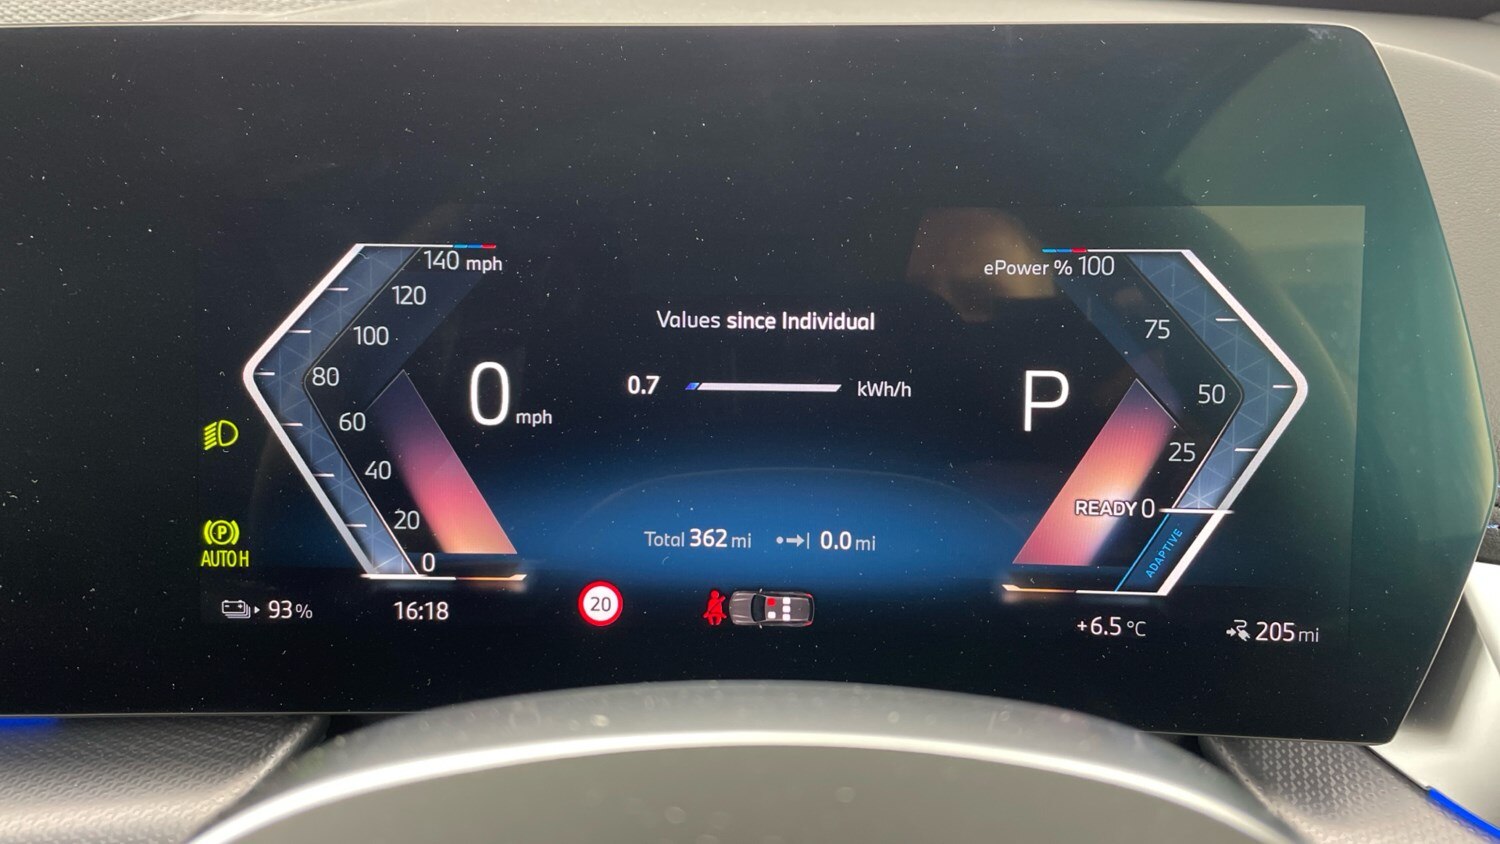 140 mph
120
100
80
60
40
20
0
0 mph
Values since Individual
0.7 kWh/h
ePower % 100
75
50
25
READY 0
ADAPTIVE
P
Total 362 mi 0.0 mi
P
AUTO H
93%
16:18
20
+6.5 °C
205 mi